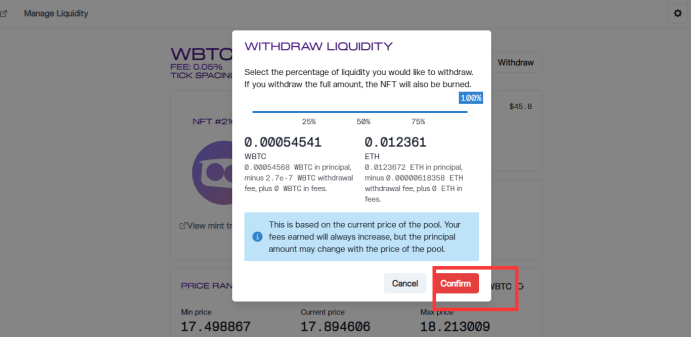 Manage Liquidity
WBTC
FEE: 0.05%
TICK SPACING
Withdraw
WITHDRAW LIQUIDITY
Select the percentage of liquidity you would like to withdraw.
If you withdraw the full amount, the NFT will also be burned.
100%
25% 50% 75%
0.00054541
WBTC
0.00054568 WBTC in principal,
minus 2.7e-7 WBTC withdrawal
fee, plus 0 WBTC in fees.
0.012361
ETH
0.0123672 ETH in principal,
minus 0.00000618358 ETH
withdrawal fee, plus 0 ETH in
fees.
This is based on the current price of the pool. Your
fees earned will always increase, but the principal
amount may change with the price of the pool.
Cancel Confirm
$45.8
NFT
View mint
PRICE RAN
WBTC
Min price
17.498867
Current price
17.894606
Max price
18.213009